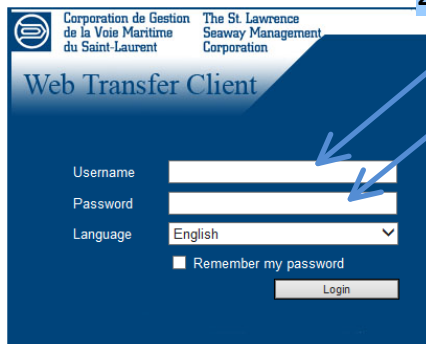 Corporation de Gestion
de la Voie Maritime
du Saint-Laurent
The St. Lawrence
Seaway Management
Corporation
Web Transfer Client
Username
Password
Language English
Remember my password
Login